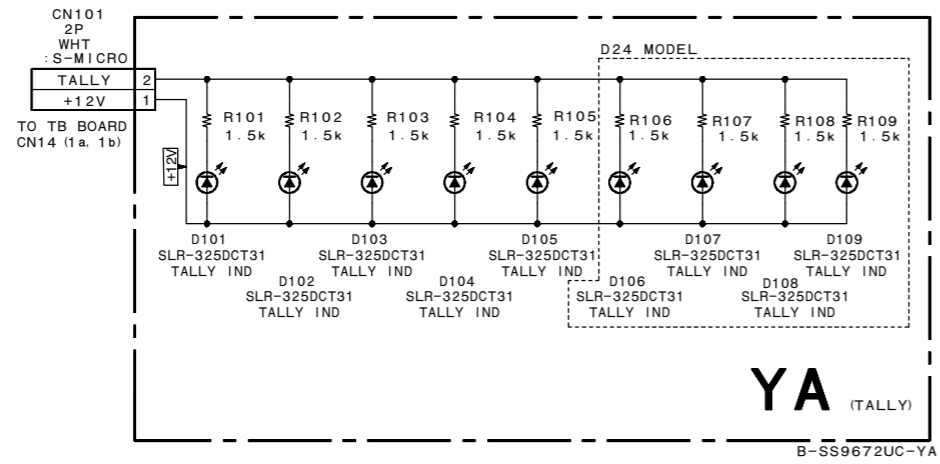 CN101
2P
WHT
:S-MICRO
TALLY 2
+12V 1
TO TB BOARD
CN14 (1a, 1b)
D24 MODEL
+12V
R101
1.5k
R102
1.5k
R103
1.5k
R104
1.5k
R105
1.5k
R106
1.5k
R107
1.5k
R108
1.5k
R109
1.5k
D101
SLR-325DCT31
TALLY IND
D102
SLR-325DCT31
TALLY IND
D103
SLR-325DCT31
TALLY IND
D104
SLR-325DCT31
TALLY IND
D105
SLR-325DCT31
TALLY IND
D106
SLR-325DCT31
TALLY IND
D107
SLR-325DCT31
TALLY IND
D108
SLR-325DCT31
TALLY IND
D109
SLR-325DCT31
TALLY IND
YA (TALLY)
B-SS9672UC-YA